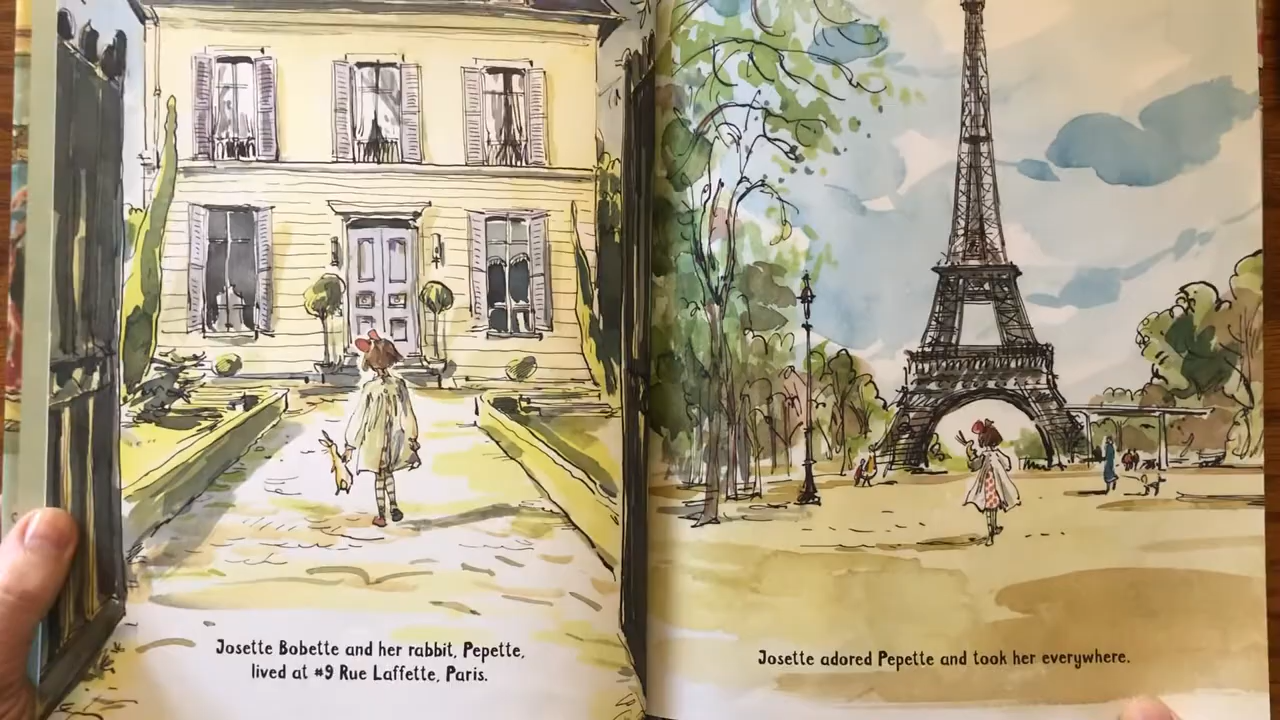 Josette Bobette and her rabbit, Pepette,
lived at #9 Rue Laffette, Paris.
Josette adored Pepette and took her everywhere.